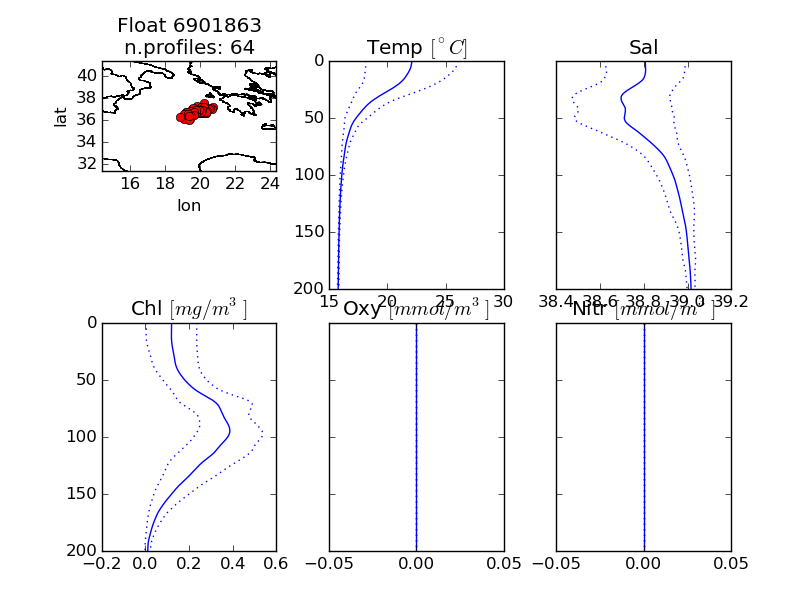 Float 6901863
n.profiles: 64
Temp [°C]
Sal
lat
40
38
36
34
32
16 18 20 22 24
lon
0
50
100
150
200
15 20 25 30
38.4 38.6 38.8 39.0 39.2
Chl [mg/m³]
Oxy [mmol/m³]
Nitr [mmol/m³]
0
50
100
150
200
−0.2 0.0 0.2 0.4 0.6
−0.05 0.00 0.05
−0.05 0.00 0.05